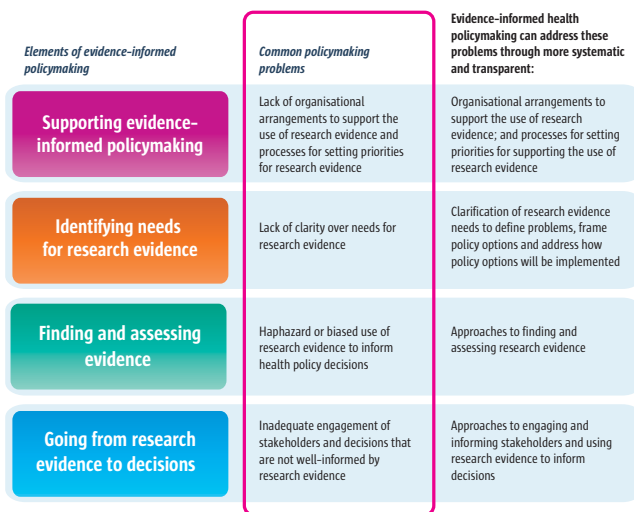 Elements of evidence-informed
policymaking
Common policymaking
problems
Evidence-informed health
policymaking can address these
problems through more systematic
and transparent:
Supporting evidence-
informed policymaking
Lack of organisational
arrangements to support the
use of research evidence and
processes for setting priorities
for research evidence
Organisational arrangements to
support the use of research
evidence; and processes for setting
priorities for supporting the use of
research evidence
Identifying needs
for research evidence
Lack of clarity over needs for
research evidence
Clarification of research evidence
needs to define problems, frame
policy options and address how
policy options will be implemented
Finding and assessing
evidence
Haphazard or biased use of
research evidence to inform
health policy decisions
Approaches to finding and
assessing research evidence
Going from research
evidence to decisions
Inadequate engagement of
stakeholders and decisions that
are not well-informed by
research evidence
Approaches to engaging and
informing stakeholders and using
research evidence to inform
decisions